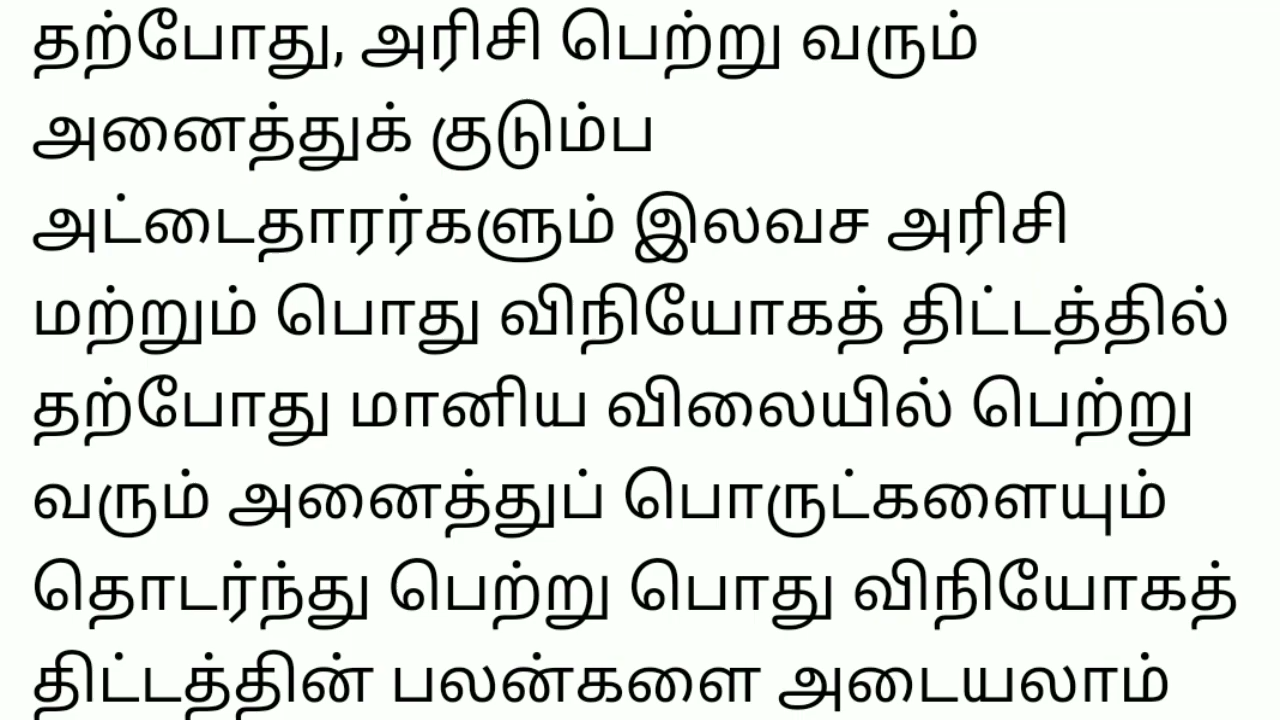 தற்போது, அரிசி பெற்று வரும்
அனைத்துக் குடும்ப
அட்டைதாரர்களும் இலவச அரிசி
மற்றும் பொது விநியோகத் திட்டத்தில்
தற்போது மானிய விலையில் பெற்று
வரும் அனைத்துப் பொருட்களையும்
தொடர்ந்து பெற்று பொது விநியோகத்
திட்டத்தின் பலன்களை அடையலாம்